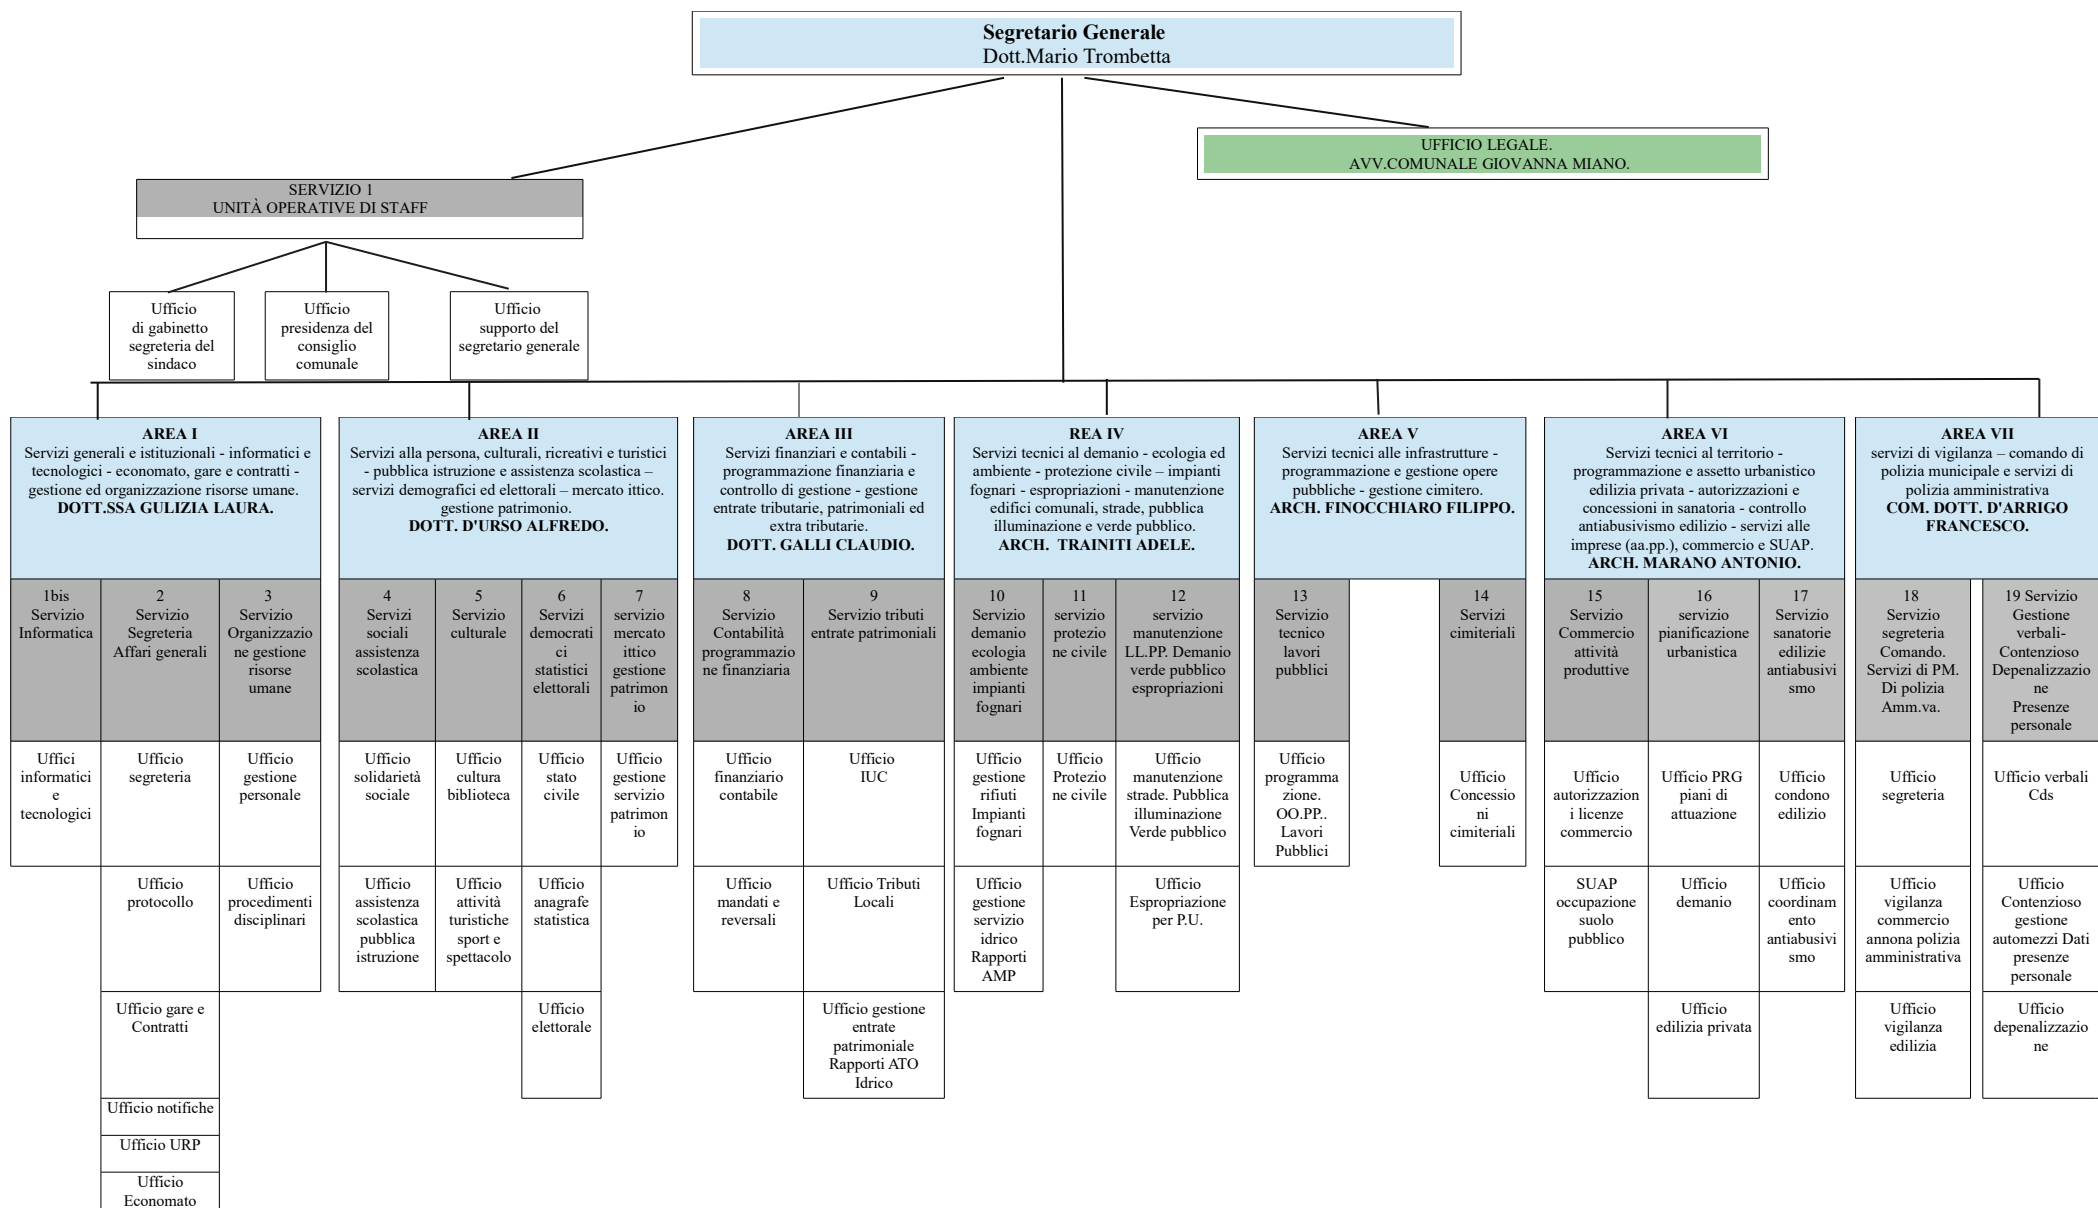 Segretario Generale
Dott.Mario Trombetta
UFFICIO LEGALE.
AVV.COMUNALE GIOVANNA MIANO.
SERVIZIO 1
UNITÀ OPERATIVE DI STAFF
Ufficio
di gabinetto
segreteria del
sindaco
Ufficio
presidenza del
consiglio
comunale
Ufficio
supporto del
segretario generale
AREA I
Servizi generali e istituzionali - informatici e
tecnologici - economato, gare e contratti -
gestione ed organizzazione risorse umane.
DOTT.SSA GULIZIA LAURA.
AREA II
Servizi alla persona, culturali, ricreativi e turistici
- pubblica istruzione e assistenza scolastica –
servizi demografici ed elettorali – mercato ittico.
gestione patrimonio.
DOTT. D'URSO ALFREDO.
AREA III
Servizi finanziari e contabili -
programmazione finanziaria e
controllo di gestione - gestione
entrate tributarie, patrimoniali ed
extra tributarie.
DOTT. GALLI CLAUDIO.
REA IV
Servizi tecnici al demanio - ecologia ed
ambiente - protezione civile – impianti
fognari - espropriazioni - manutenzione
edifici comunali, strade, pubblica
illuminazione e verde pubblico.
ARCH. TRAINITI ADELE.
AREA V
Servizi tecnici alle infrastrutture -
programmazione e gestione opere
pubbliche - gestione cimitero.
ARCH. FINOCCHIARO FILIPPO.
AREA VI
Servizi tecnici al territorio -
programmazione e assetto urbanistico
edilizia privata - autorizzazioni e
concessioni in sanatoria - controllo
antiabusivismo edilizio - servizi alle
imprese (aa.pp.), commercio e SUAP.
ARCH. MARANO ANTONIO.
AREA VII
servizi di vigilanza – comando di
polizia municipale e servizi di
polizia amministrativa
COM. DOTT. D'ARRIGO
FRANCESCO.
1bis
Servizio
Informatica
2
Servizio
Segreteria
Affari generali
3
Servizio
Organizzazio
ne gestione
risorse
umane
4
Servizi
sociali
assistenza
scolastica
5
Servizio
culturale
6
Servizi
democrati
ci
statistici
elettorali
7
servizio
mercato
ittico
gestione
patrimon
io
8
Servizio
Contabilità
programmazio
ne finanziaria
9
Servizio tributi
entrate patrimoniali
10
Servizio
demanio
ecologia
ambiente
impianti
fognari
11
servizio
protezio
ne civile
12
servizio
manutenzione
LL.PP. Demanio
verde pubblico
espropriazioni
13
Servizio
tecnico
lavori
pubblici
14
Servizi
cimiteriali
15
Servizio
Commercio
attività
produttive
16
servizio
pianificazione
urbanistica
17
Servizio
sanatorie
edilizie
antiabusivi
smo
18
Servizio
segreteria
Comando.
Servizi di PM.
Di polizia
Amm.va.
19 Servizio
Gestione
verbali-
Contenzioso
Depenalizzazio
ne
Presenze
personale
Uffici
informatici
e
tecnologici
Ufficio
segreteria
Ufficio
gestione
personale
Ufficio
solidarietà
sociale
Ufficio
cultura
biblioteca
Ufficio
stato
civile
Ufficio
gestione
servizio
patrimon
io
Ufficio
finanziario
contabile
Ufficio
IUC
Ufficio
gestione
rifiuti
Impianti
fognari
Ufficio
Protezio
ne civile
Ufficio
manutenzione
strade. Pubblica
illuminazione
Verde pubblico
Ufficio
programma
zione.
OO.PP..
Lavori
Pubblici
Ufficio
Concessio
ni
cimiteriali
Ufficio
autorizzazion
i licenze
commercio
Ufficio PRG
piani di
attuazione
Ufficio
condono
edilizio
Ufficio
segreteria
Ufficio verbali
Cds
Ufficio
protocollo
Ufficio
procedimenti
disciplinari
Ufficio
assistenza
scolastica
pubblica
istruzione
Ufficio
attività
turistiche
sport e
spettacolo
Ufficio
anagrafe
statistica
Ufficio
mandati e
reversali
Ufficio Tributi
Locali
Ufficio
gestione
servizio
idrico
Rapporti
AMP
Ufficio
Espropriazione
per P.U.
SUAP
occupazione
suolo
pubblico
Ufficio
demanio
Ufficio
coordinam
ento
antiabusivi
smo
Ufficio
vigilanza
commercio
annona polizia
amministrativa
Ufficio
Contenzioso
gestione
automezzi Dati
presenze
personale
Ufficio gare e
Contratti
Ufficio
elettorale
Ufficio gestione
entrate
patrimoniale
Rapporti ATO
Idrico
Ufficio
edilizia privata
Ufficio
vigilanza
edilizia
Ufficio
depenalizzazio
ne
Ufficio notifiche
Ufficio URP
Ufficio
Economato